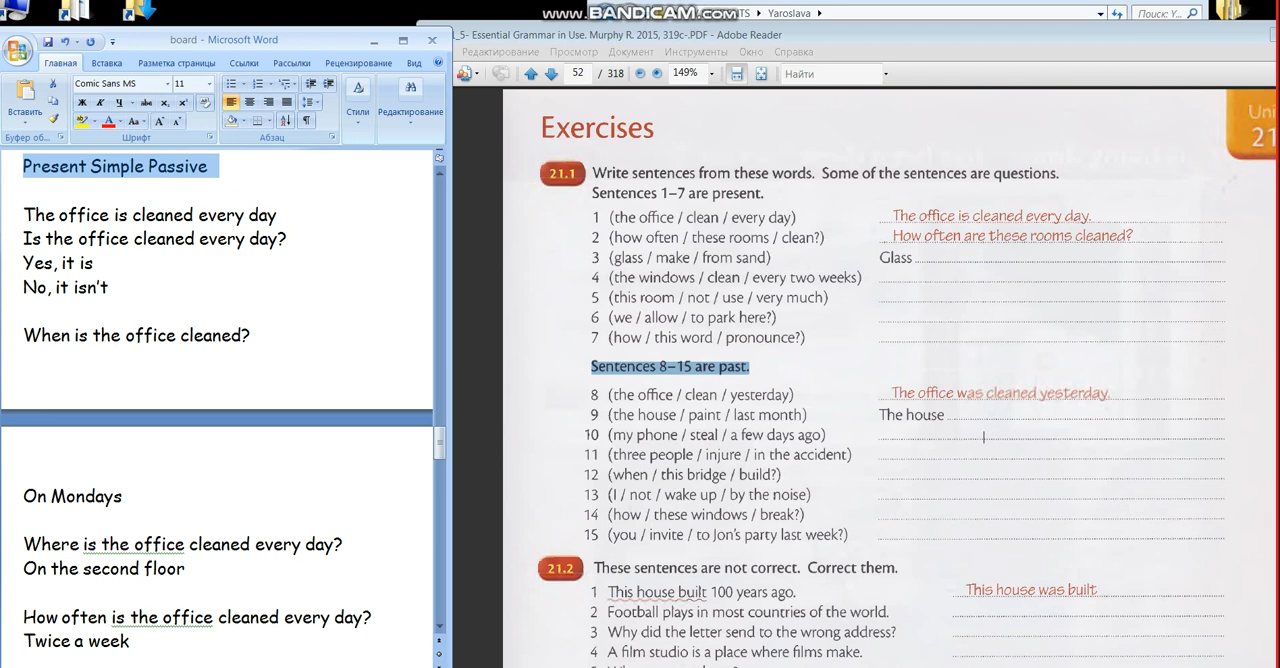 www.BANDICAM.com
NTS ▸ Yaroslava ▸
Поиск: Y...
board - Microsoft Word
_5- Essential Grammar in Use. Murphy R. 2015, 319c-.PDF - Adobe Reader
Редактирование Просмотр Документ Инструменты Окно Справка
Главная Вставка Разметка страницы Ссылки Рассылки Рецензирование Вид
52 / 318 149% Найти
Comic Sans MS 11
Вставить
Стили
Редактирование
Буфер об... Шрифт Абзац
Present Simple Passive
The office is cleaned every day
Is the office cleaned every day?
Yes, it is
No, it isn't
When is the office cleaned?
On Mondays
Where is the office cleaned every day?
On the second floor
How often is the office cleaned every day?
Twice a week
Uni
21
Exercises
21.1 Write sentences from these words. Some of the sentences are questions.
Sentences 1–7 are present.
1 (the office / clean / every day) The office is cleaned every day.
2 (how often / these rooms / clean?) How often are these rooms cleaned?
3 (glass / make / from sand) Glass
4 (the windows / clean / every two weeks)
5 (this room / not / use / very much)
6 (we / allow / to park here?)
7 (how / this word / pronounce?)
Sentences 8–15 are past.
8 (the office / clean / yesterday) The office was cleaned yesterday.
9 (the house / paint / last month) The house
10 (my phone / steal / a few days ago)
11 (three people / injure / in the accident)
12 (when / this bridge / build?)
13 (I / not / wake up / by the noise)
14 (how / these windows / break?)
15 (you / invite / to Jon's party last week?)
21.2 These sentences are not correct. Correct them.
1 This house built 100 years ago. This house was built
2 Football plays in most countries of the world.
3 Why did the letter send to the wrong address?
4 A film studio is a place where films make.